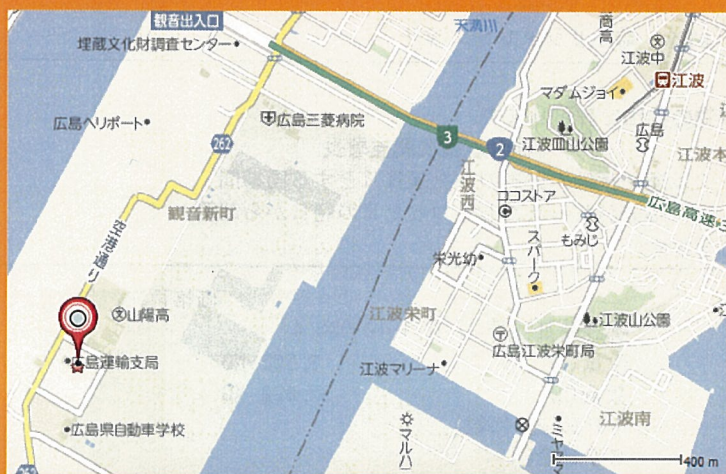 観音出入口
天満川
商高
埋蔵文化財調査センター
江波中
江波
マダムジョイ
広島ヘリポート
広島三菱病院
広島
3
262
2
江波皿山公園
江波本
江波西
ココストア
広島高速3
観音新町
もみじ
スパーク
空港通り
栄光幼
山陽高
江波栄町
江波山公園
広島江波栄町局
広島運輸支局
江波マリーナ
広島県自動車学校
江波南
マルハ
ミヤマ
400 m